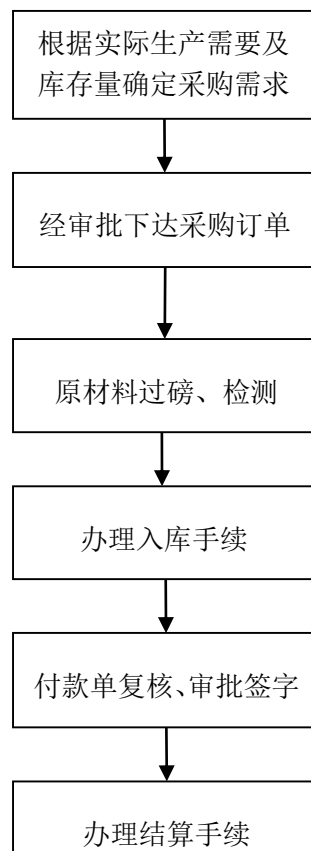 根据实际生产需要及
库存量确定采购需求
经审批下达采购订单
原材料过磅、检测
办理入库手续
付款单复核、审批签字
办理结算手续